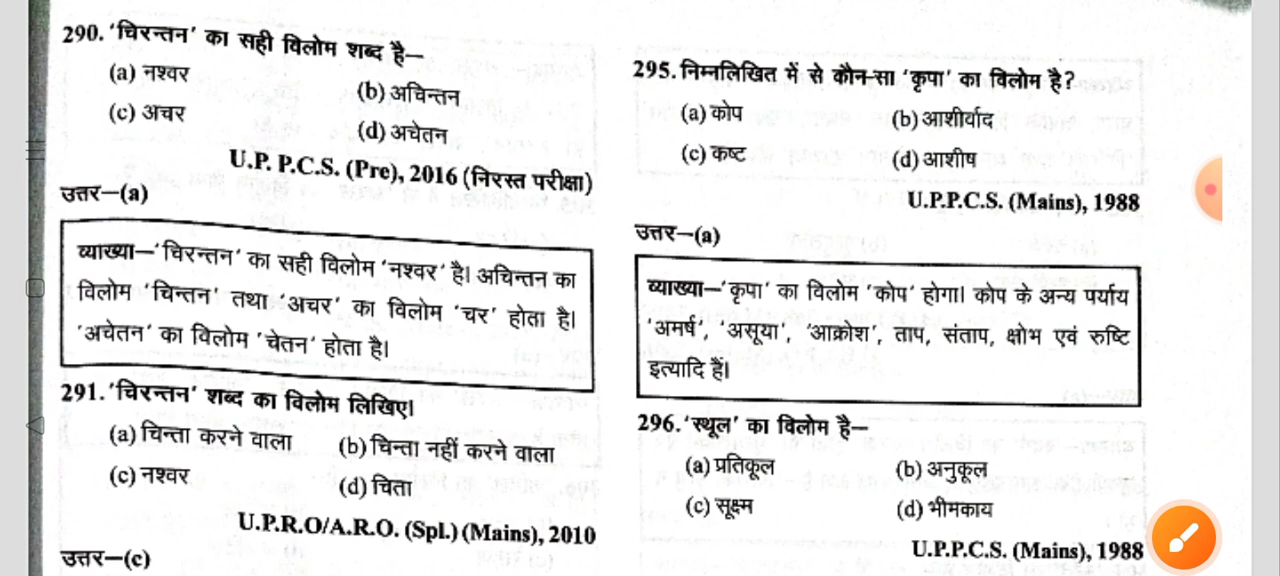 290. 'चिरन्तन' का सही विलोम शब्द है–
(a) नश्वर
(b) अचिन्तन
(c) अचर
(d) अचेतन
U.P. P.C.S. (Pre), 2016 (निरस्त परीक्षा)
उत्तर–(a)
व्याख्या–'चिरन्तन' का सही विलोम 'नश्वर' है। अचिन्तन का
विलोम 'चिन्तन' तथा 'अचर' का विलोम 'चर' होता है।
'अचेतन' का विलोम 'चेतन' होता है।
291. 'चिरन्तन' शब्द का विलोम लिखिए।
(a) चिन्ता करने वाला
(b) चिन्ता नहीं करने वाला
(c) नश्वर
(d) चिता
U.P.R.O/A.R.O. (Spl.) (Mains), 2010
उत्तर–(c)
295. निम्नलिखित में से कौन-सा 'कृपा' का विलोम है?
(a) कोप
(b) आशीर्वाद
(c) कष्ट
(d) आशीष
U.P.P.C.S. (Mains), 1988
उत्तर–(a)
व्याख्या–'कृपा' का विलोम 'कोप' होगा। कोप के अन्य पर्याय
'अमर्ष', 'असूया', 'आक्रोश', ताप, संताप, क्षोभ एवं रुष्टि
इत्यादि हैं।
296. 'स्थूल' का विलोम है–
(a) प्रतिकूल
(b) अनुकूल
(c) सूक्ष्म
(d) भीमकाय
U.P.P.C.S. (Mains), 1988